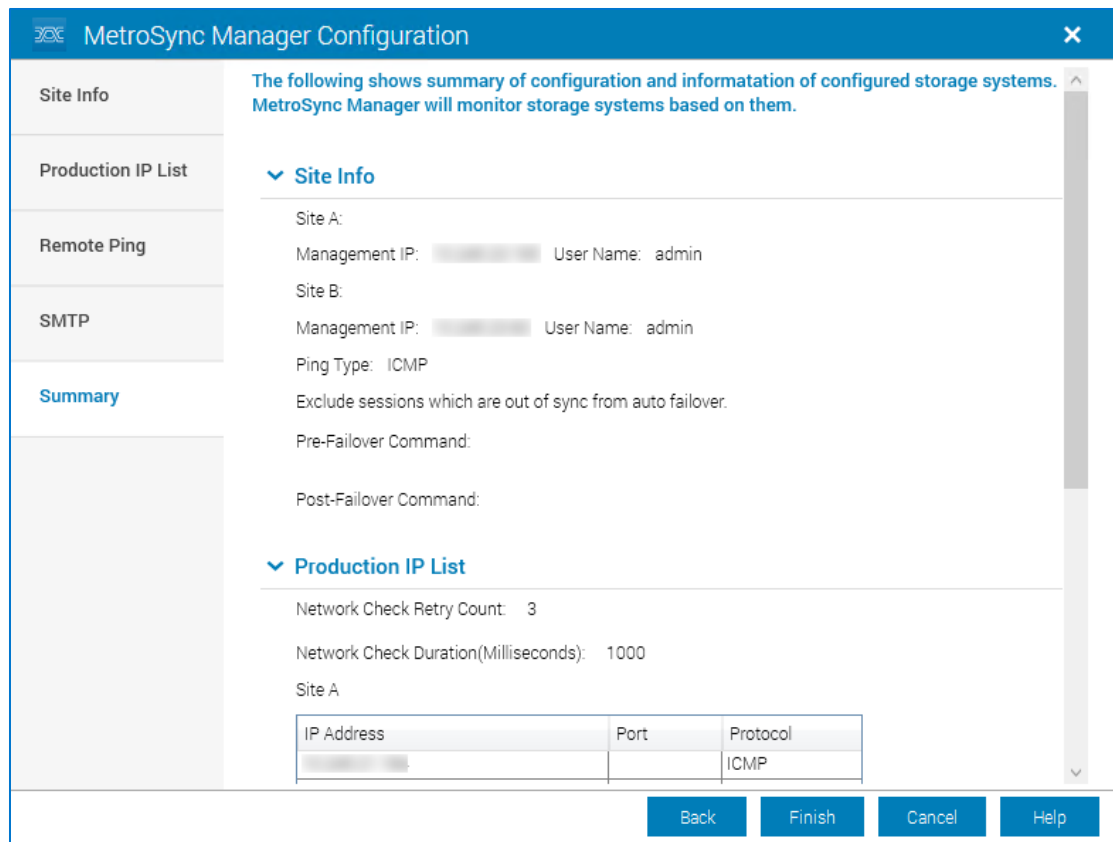 MetroSync Manager Configuration
Site Info
Production IP List
Remote Ping
SMTP
Summary
The following shows summary of configuration and informatation of configured storage systems.
MetroSync Manager will monitor storage systems based on them.
Site Info
Site A:
Management IP: User Name: admin
Site B:
Management IP: User Name: admin
Ping Type: ICMP
Exclude sessions which are out of sync from auto failover.
Pre-Failover Command:
Post-Failover Command:
Production IP List
Network Check Retry Count: 3
Network Check Duration(Milliseconds): 1000
Site A
IP Address Port Protocol
ICMP
Back Finish Cancel Help